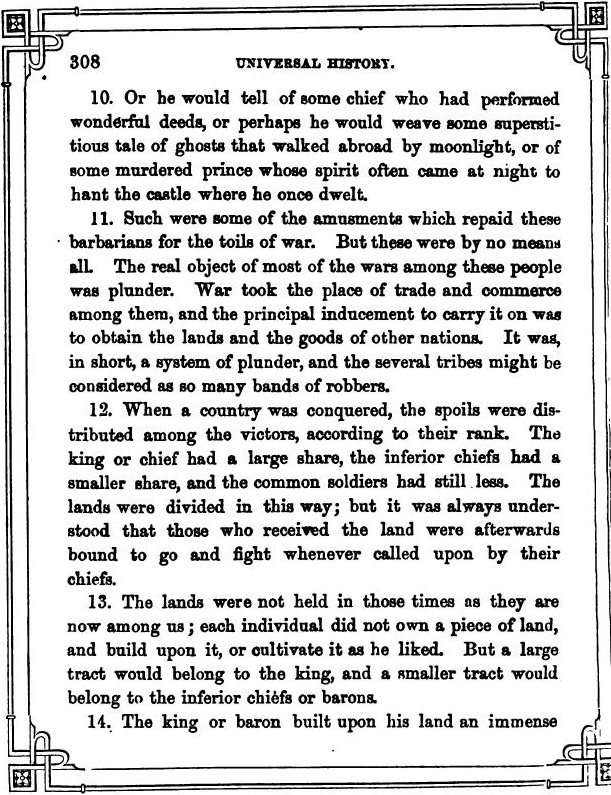 308 UNIVERSAL HISTORY.
10. Or he would tell of some chief who had performed
wonderful deeds, or perhaps he would weave some supersti-
tious tale of ghosts that walked abroad by moonlight, or of
some murdered prince whose spirit often came at night to
hant the castle where he once dwelt.
11. Such were some of the amusments which repaid these
barbarians for the toils of war. But these were by no means
all. The real object of most of the wars among these people
was plunder. War took the place of trade and commerce
among them, and the principal inducement to carry it on was
to obtain the lands and the goods of other nations. It was,
in short, a system of plunder, and the several tribes might be
considered as so many bands of robbers.
12. When a country was conquered, the spoils were dis-
tributed among the victors, according to their rank. The
king or chief had a large share, the inferior chiefs had a
smaller share, and the common soldiers had still less. The
lands were divided in this way; but it was always under-
stood that those who received the land were afterwards
bound to go and fight whenever called upon by their
chiefs.
13. The lands were not held in those times as they are
now among us; each individual did not own a piece of land,
and build upon it, or cultivate it as he liked. But a large
tract would belong to the king, and a smaller tract would
belong to the inferior chiefs or barons.
14. The king or baron built upon his land an immense